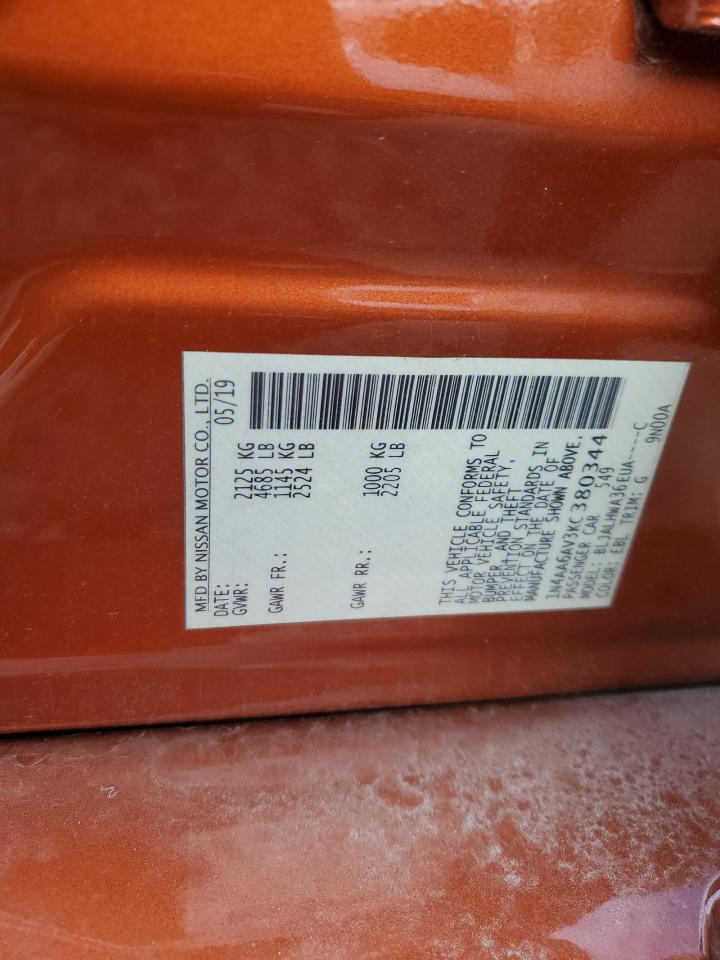 MFD BY NISSAN MOTOR CO., LTD.
DATE: 05/19
GVWR: 2125 KG
4685 LB
GAWR FR.: 1145 KG
2524 LB
GAWR RR.: 1000 KG
2205 LB
THIS VEHICLE CONFORMS TO
ALL APPLICABLE FEDERAL
MOTOR VEHICLE SAFETY,
BUMPER, AND THEFT
PREVENTION STANDARDS IN
EFFECT ON THE DATE OF
MANUFACTURE SHOWN ABOVE.
1N4AA6AV3KC380344
PASSENGER CAR 549
MODEL: BLJALHWA36EUA----C
COLOR: EBL TRIM: G 9N00A